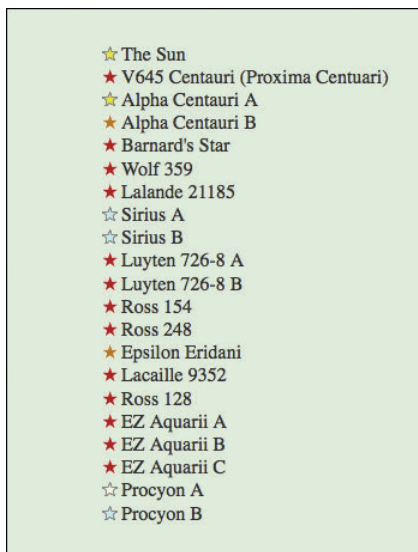 The Sun
V645 Centauri (Proxima Centuari)
Alpha Centauri A
Alpha Centauri B
Barnard's Star
Wolf 359
Lalande 21185
Sirius A
Sirius B
Luyten 726-8 A
Luyten 726-8 B
Ross 154
Ross 248
Epsilon Eridani
Lacaille 9352
Ross 128
EZ Aquarii A
EZ Aquarii B
EZ Aquarii C
Procyon A
Procyon B